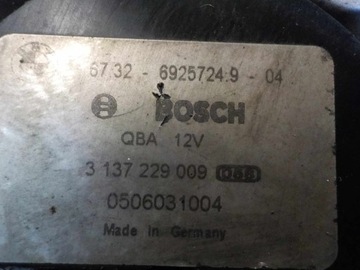 67 32 - 6925724.9 - 04
BOSCH
QBA 12V
3 137 229 009
0506031004
Made in Germany